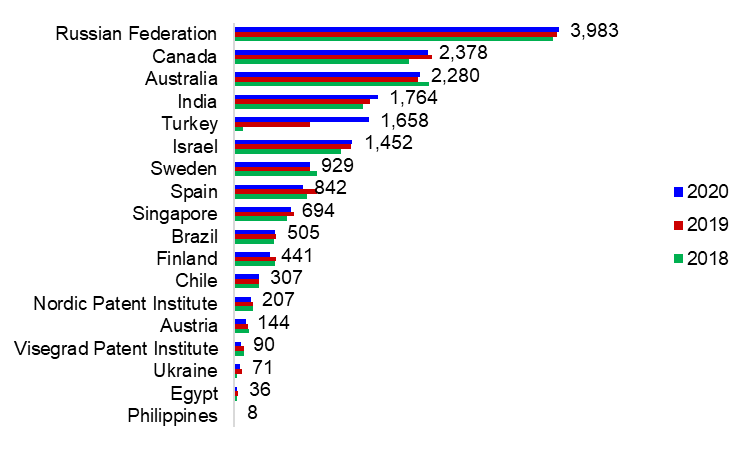 Russian Federation 3,983
Canada 2,378
Australia 2,280
India 1,764
Turkey 1,658
Israel 1,452
Sweden 929
Spain 842
Singapore 694
Brazil 505
Finland 441
Chile 307
Nordic Patent Institute 207
Austria 144
Visegrad Patent Institute 90
Ukraine 71
Egypt 36
Philippines 8
2020
2019
2018